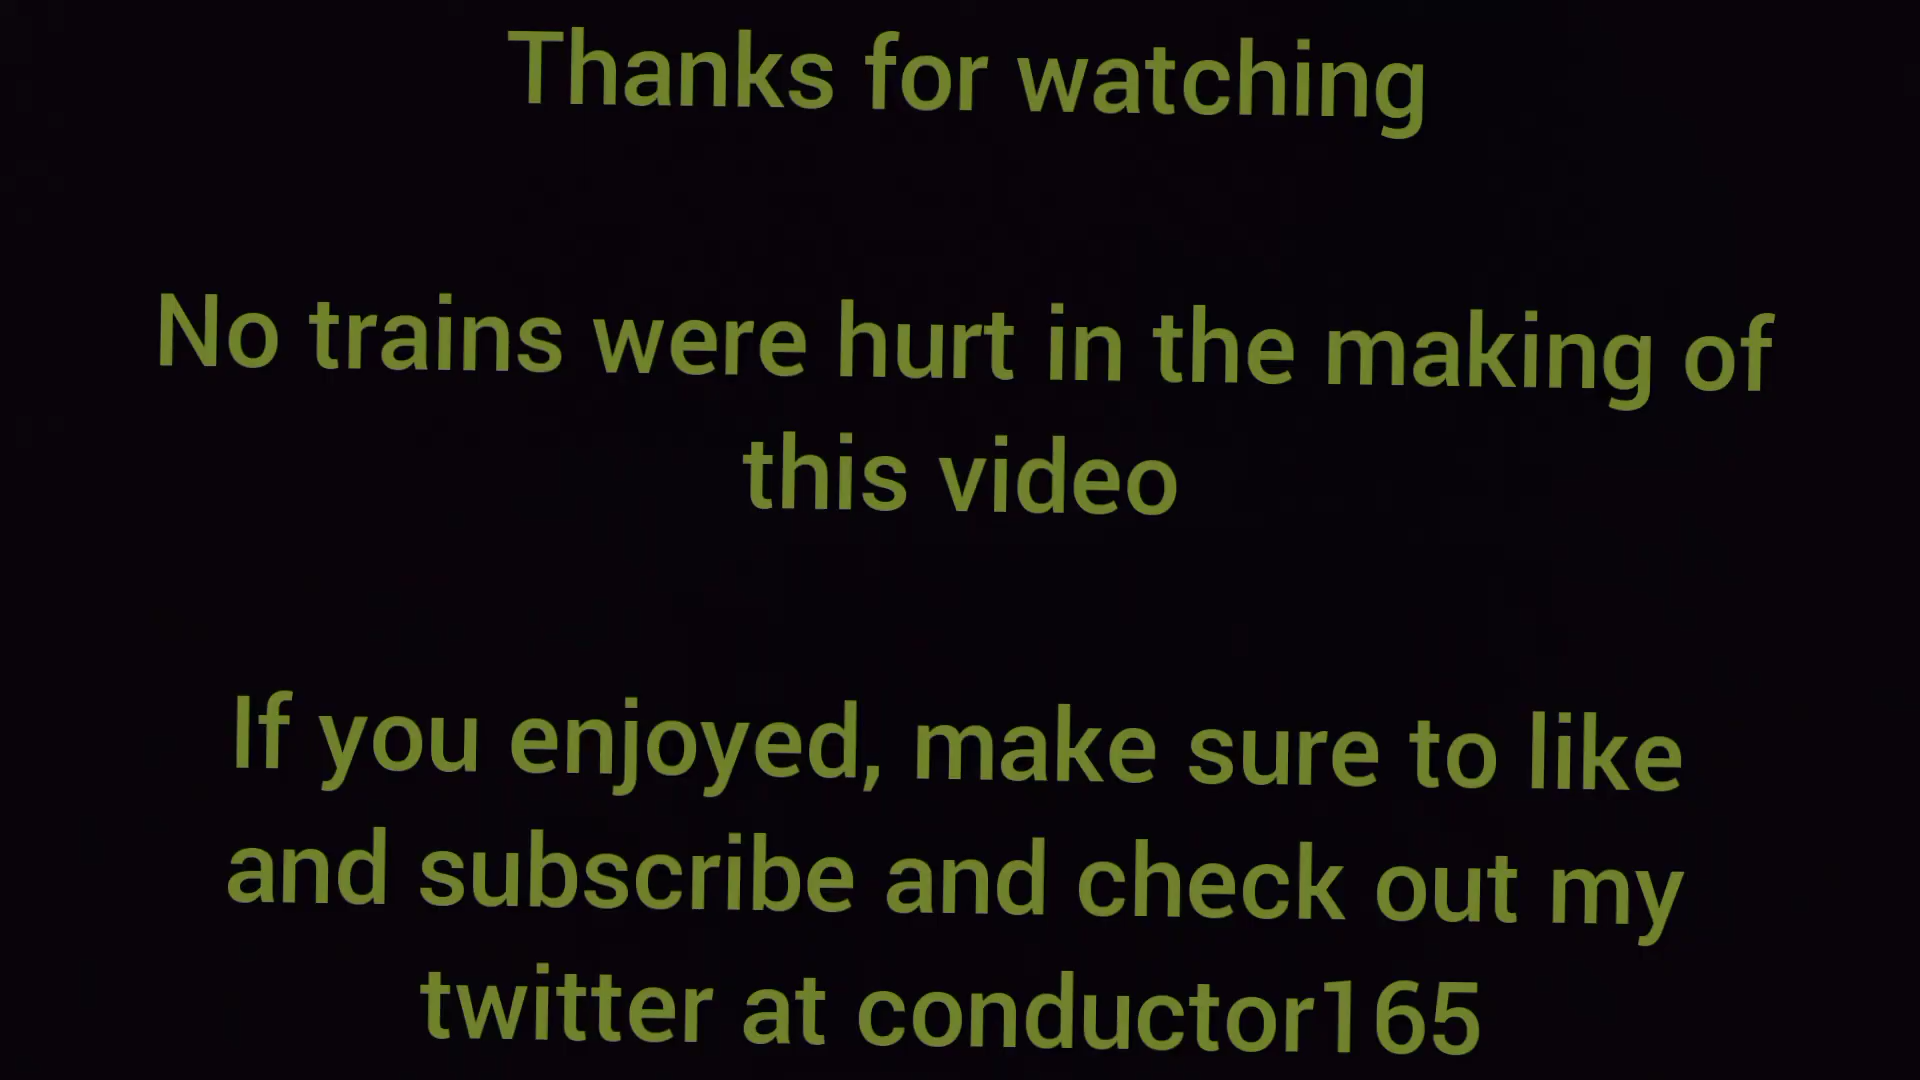 Thanks for watching
No trains were hurt in the making of
this video
If you enjoyed, make sure to like
and subscribe and check out my
twitter at conductor165